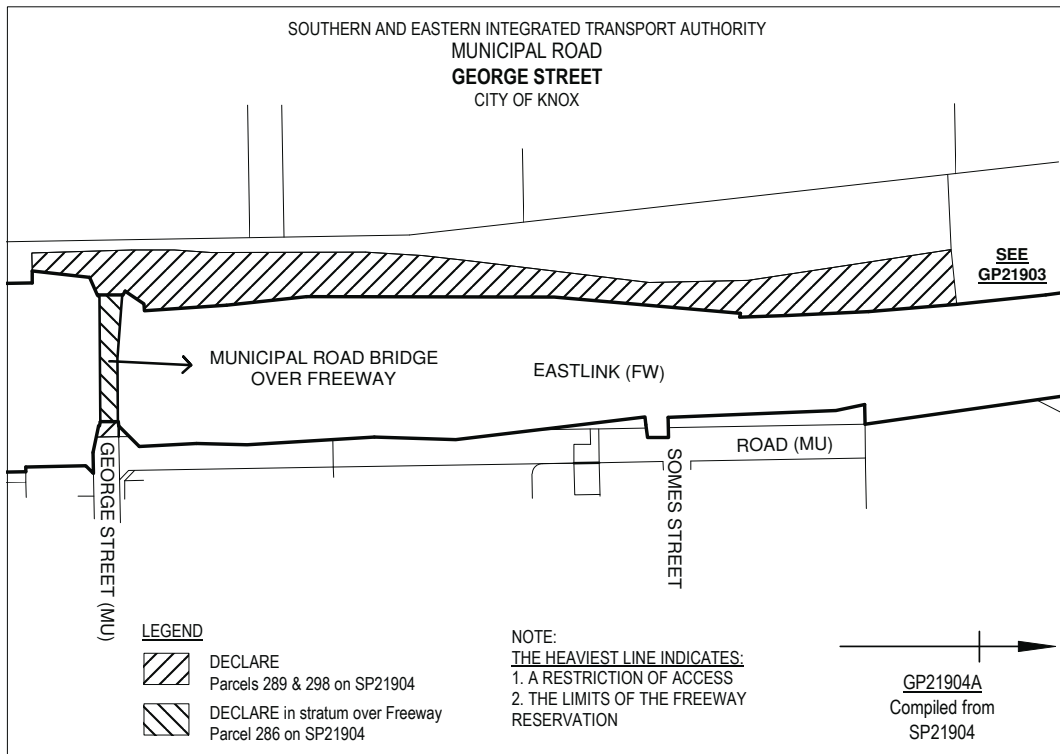 SOUTHERN AND EASTERN INTEGRATED TRANSPORT AUTHORITY
MUNICIPAL ROAD
GEORGE STREET
CITY OF KNOX
SEE
GP21903
MUNICIPAL ROAD BRIDGE
OVER FREEWAY
EASTLINK (FW)
ROAD (MU)
GEORGE STREET (MU)
SOMES STREET
LEGEND
DECLARE
Parcels 289 & 298 on SP21904
DECLARE in stratum over Freeway
Parcel 286 on SP21904
NOTE:
THE HEAVIEST LINE INDICATES:
1. A RESTRICTION OF ACCESS
2. THE LIMITS OF THE FREEWAY
RESERVATION
GP21904A
Compiled from
SP21904